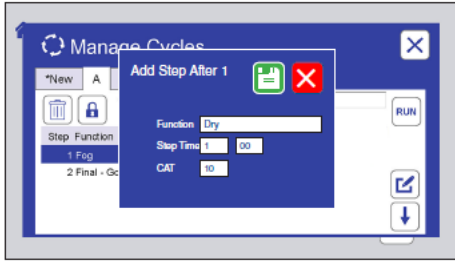 Manage Cycles
*New A
Add Step After 1
RUN
Step Function
1 Fog
2 Final - Go
Function Dry
Step Time 1 00
CAT 10